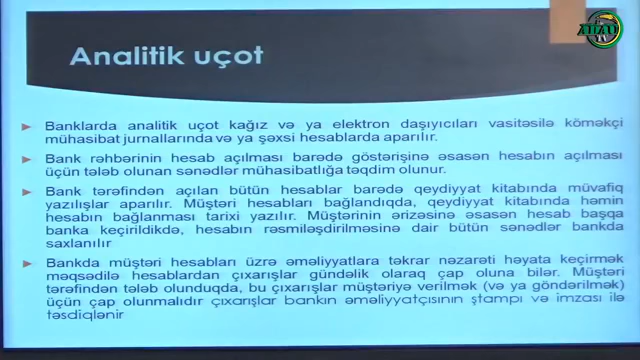 ADAU
TV
Analitik uçot
Banklarda analitik uçot kağız və ya elektron daşıyıcıları vasitəsilə köməkçi
mühasibat jurnallarında və ya şəxsi hesablarda aparılır.
Bank rəhbərinin hesab açılması barədə göstərişinə əsasən hesabın açılması
üçün tələb olunan sənədlər mühasibatlığa təqdim olunur.
Bank tərəfindən açılan bütün hesablar barədə qeydiyyat kitabında müvafiq
yazılışlar aparılır. Müştəri hesabları bağlandıqda, qeydiyyat kitabında həmin
hesabın bağlanması tarixi yazılır. Müştərinin ərizəsinə əsasən hesab başqa
banka keçirildikdə, hesabın rəsmiləşdirilməsinə dair bütün sənədlər bankda
saxlanılır
Bankda müştəri hesabları üzrə əməliyyatlara təkrar nəzarəti həyata keçirmək
məqsədilə hesablardan çıxarışlar gündəlik olaraq çap oluna bilər. Müştəri
tərəfindən tələb olunduqda, bu çıxarışlar müştəriyə verilmək (və ya göndərilmək)
üçün çap olunmalıdır çıxarışlar bankın əməliyyatçısının ştampı və imzası ilə
təsdiqlənir